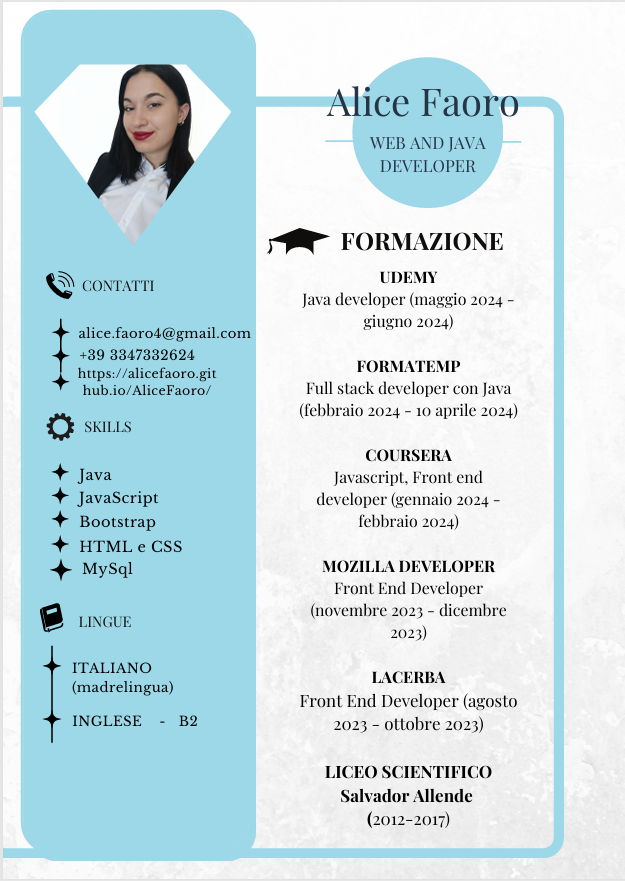 Alice Faoro
WEB AND JAVA
DEVELOPER
CONTATTI
alice.faoro4@gmail.com
+39 3347332624
https://alicefaoro.git
hub.io/AliceFaoro/
SKILLS
Java
JavaScript
Bootstrap
HTML e CSS
MySql
LINGUE
ITALIANO
(madrelingua)
INGLESE - B2
FORMAZIONE
UDEMY
Java developer (maggio 2024 -
giugno 2024)
FORMATEMP
Full stack developer con Java
(febbraio 2024 - 10 aprile 2024)
COURSERA
Javascript, Front end
developer (gennaio 2024 -
febbraio 2024)
MOZILLA DEVELOPER
Front End Developer
(novembre 2023 - dicembre
2023)
LACERBA
Front End Developer (agosto
2023 - ottobre 2023)
LICEO SCIENTIFICO
Salvador Allende
(2012-2017)